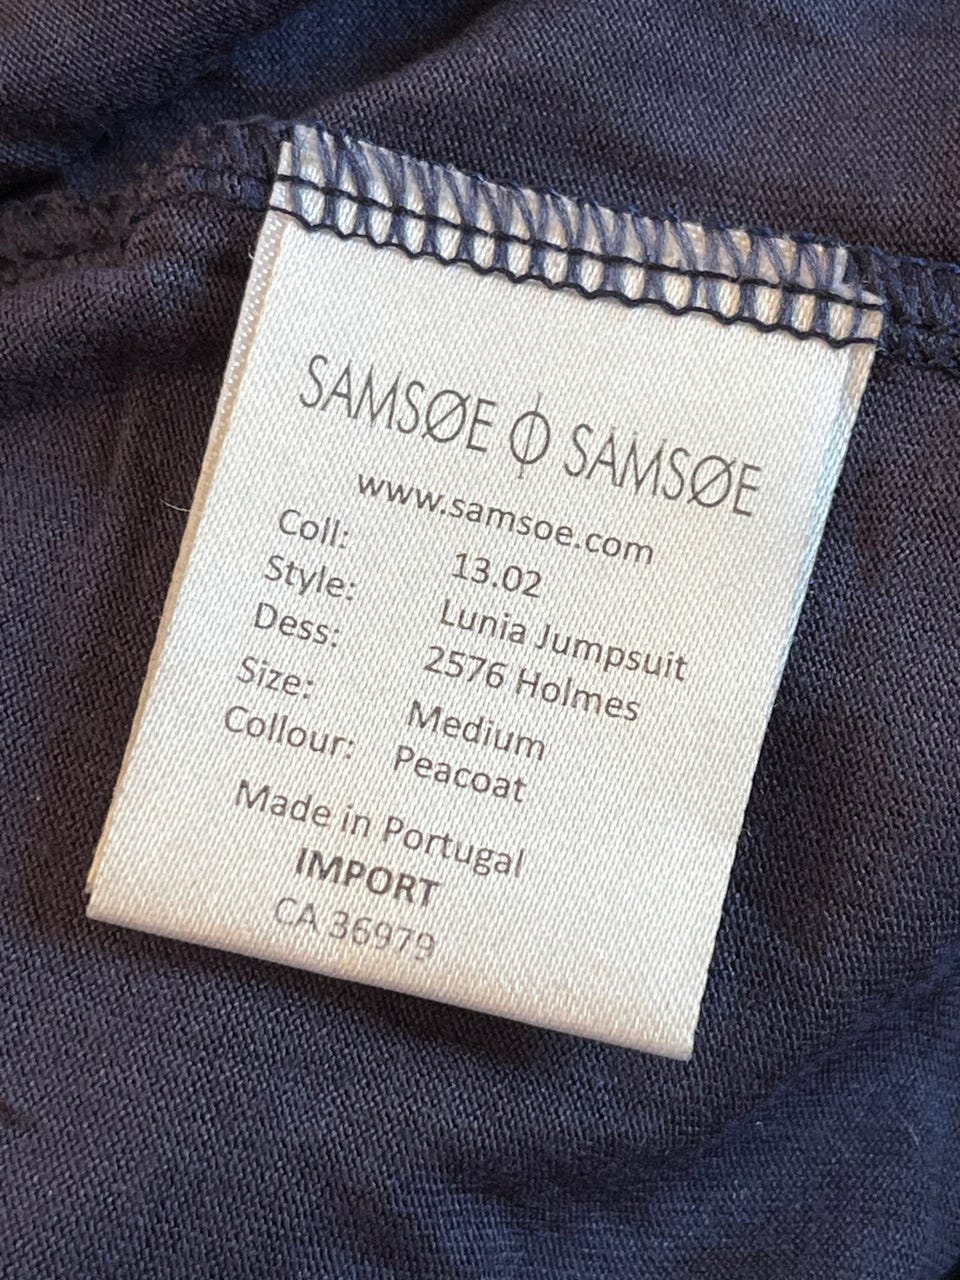 SAMSØE Φ SAMSØE
www.samsoe.com
Coll: 13.02
Style: Lunia Jumpsuit
Dess: 2576 Holmes
Size: Medium
Collour: Peacoat
Made in Portugal
IMPORT
CA 36979